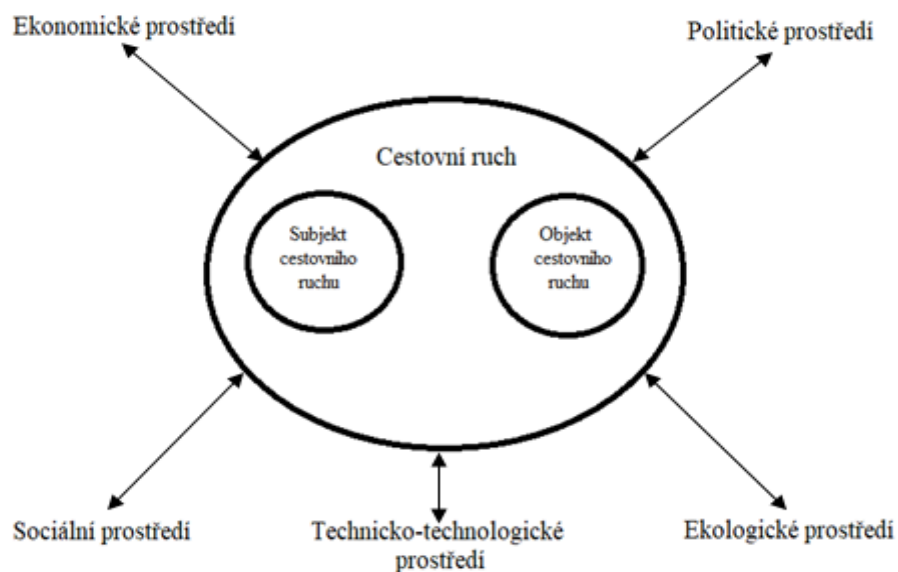 Ekonomické prostředí
Politické prostředí
Cestovní ruch
Subjekt
cestovního
ruchu
Objekt
cestovního
ruchu
Sociální prostředí
Technicko-technologické
prostředí
Ekologické prostředí